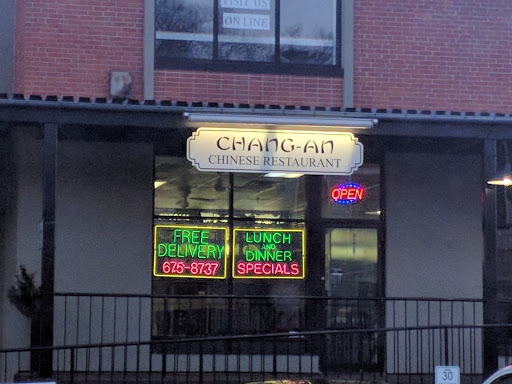 VISIT US
ON LINE
CHANG-AN
CHINESE RESTAURANT
OPEN
FREE
DELIVERY
675-8737
LUNCH
AND
DINNER
SPECIALS
30